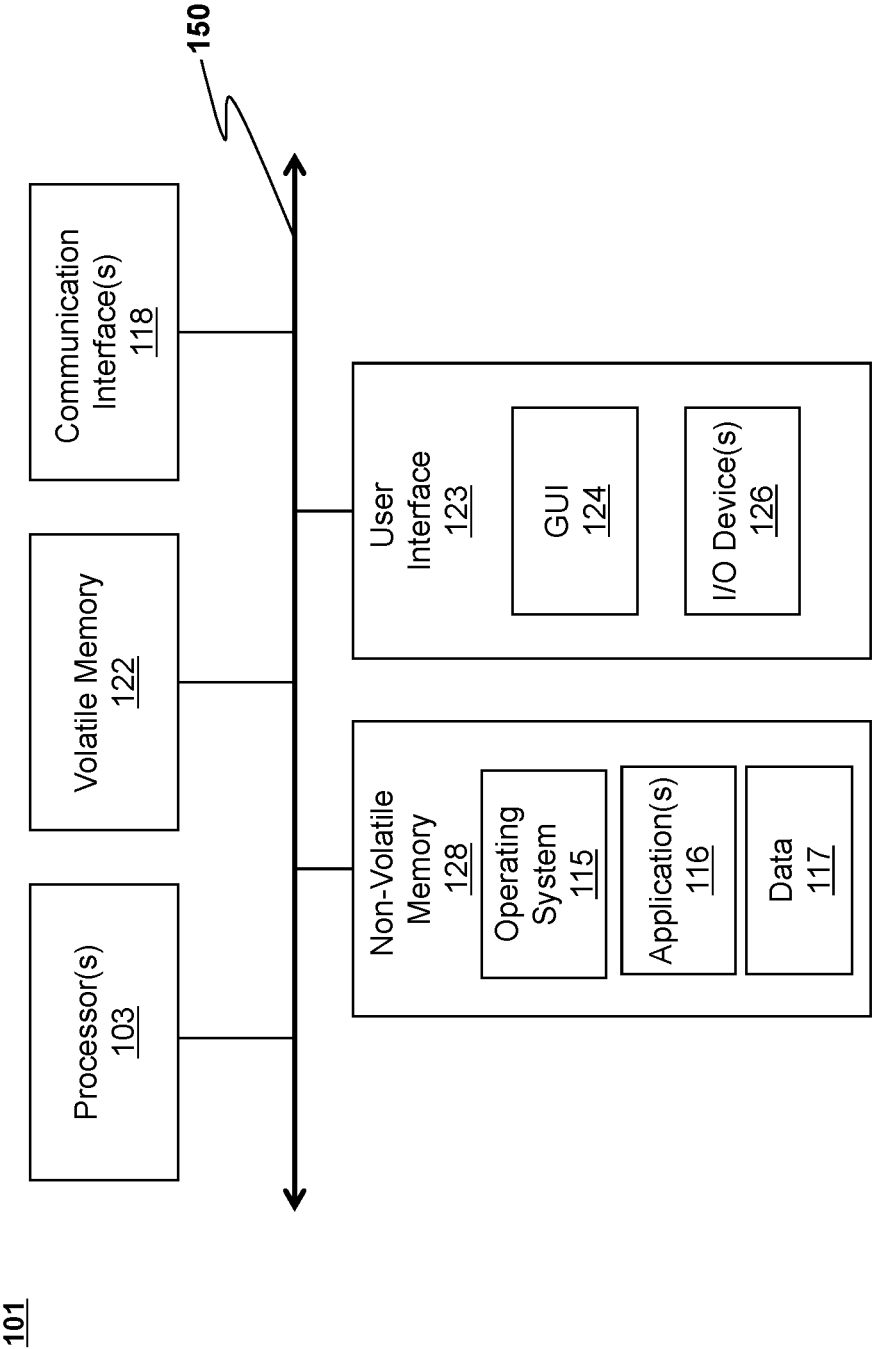 101
150
Processor(s)
103
Volatile Memory
122
Communication
Interface(s)
118
Non-Volatile
Memory
128
Operating
System
115
Application(s)
116
Data
117
User
Interface
123
GUI
124
I/O Device(s)
126